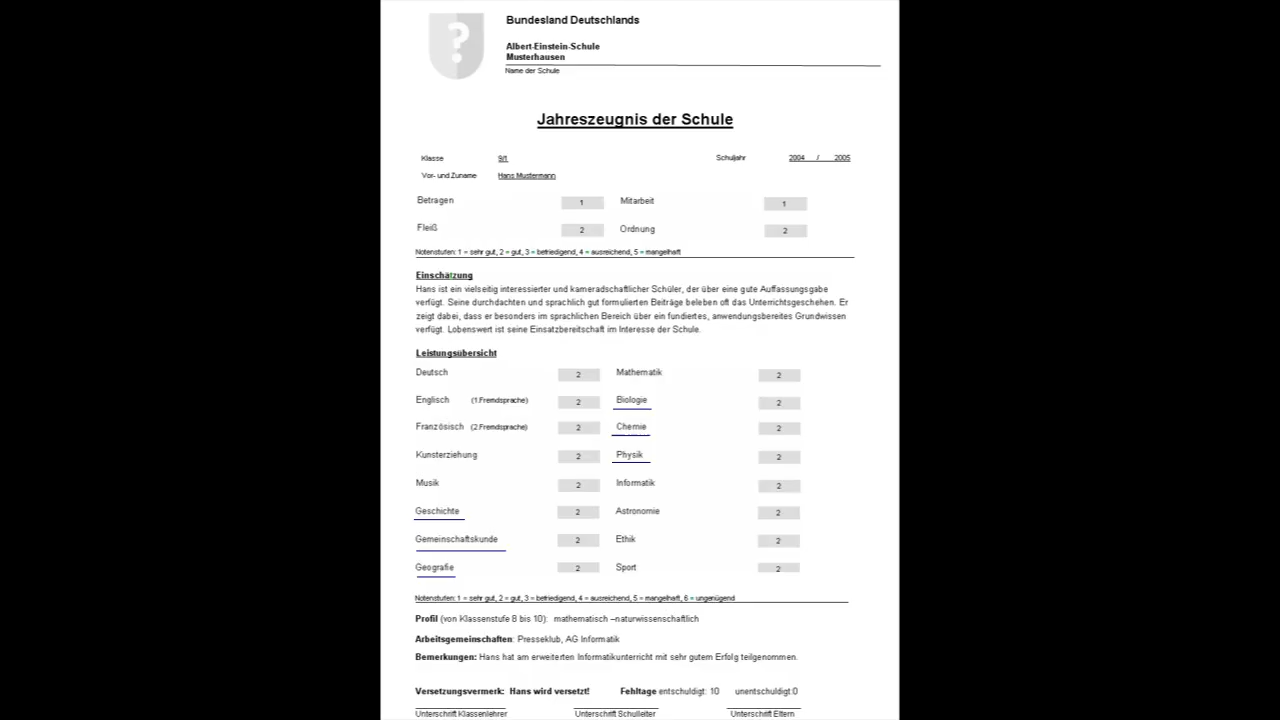 ?
Bundesland Deutschlands
Albert-Einstein-Schule
Musterhausen
Name der Schule
Jahreszeugnis der Schule
Klasse 9/1 Schuljahr 2004 / 2005
Vor- und Zuname Hans Mustermann
Betragen 1 Mitarbeit 1
Fleiß 2 Ordnung 2
Notenstufen: 1 = sehr gut, 2 = gut, 3 = befriedigend, 4 = ausreichend, 5 = mangelhaft
Einschätzung
Hans ist ein vielseitig interessierter und kameradschaftlicher Schüler, der über eine gute Auffassungsgabe
verfügt. Seine durchdachten und sprachlich gut formulierten Beiträge beleben oft das Unterrichtsgeschehen. Er
zeigt dabei, dass er besonders im sprachlichen Bereich über ein fundiertes, anwendungsbereites Grundwissen
verfügt. Lobenswert ist seine Einsatzbereitschaft im Interesse der Schule.
Leistungsübersicht
Deutsch 2 Mathematik 2
Englisch (1.Fremdsprache) 2 Biologie 2
Französisch (2.Fremdsprache) 2 Chemie 2
Kunsterziehung 2 Physik 2
Musik 2 Informatik 2
Geschichte 2 Astronomie 2
Gemeinschaftskunde 2 Ethik 2
Geografie 2 Sport 2
Notenstufen: 1 = sehr gut, 2 = gut, 3 = befriedigend, 4 = ausreichend, 5 = mangelhaft, 6 = ungenügend
Profil (von Klassenstufe 8 bis 10): mathematisch –naturwissenschaftlich
Arbeitsgemeinschaften: Presseklub, AG Informatik
Bemerkungen: Hans hat am erweiterten Informatikunterricht mit sehr gutem Erfolg teilgenommen.
Versetzungsvermerk: Hans wird versetzt! Fehltage entschuldigt: 10 unentschuldigt:0
Unterschrift Klassenlehrer Unterschrift Schulleiter Unterschrift Eltern